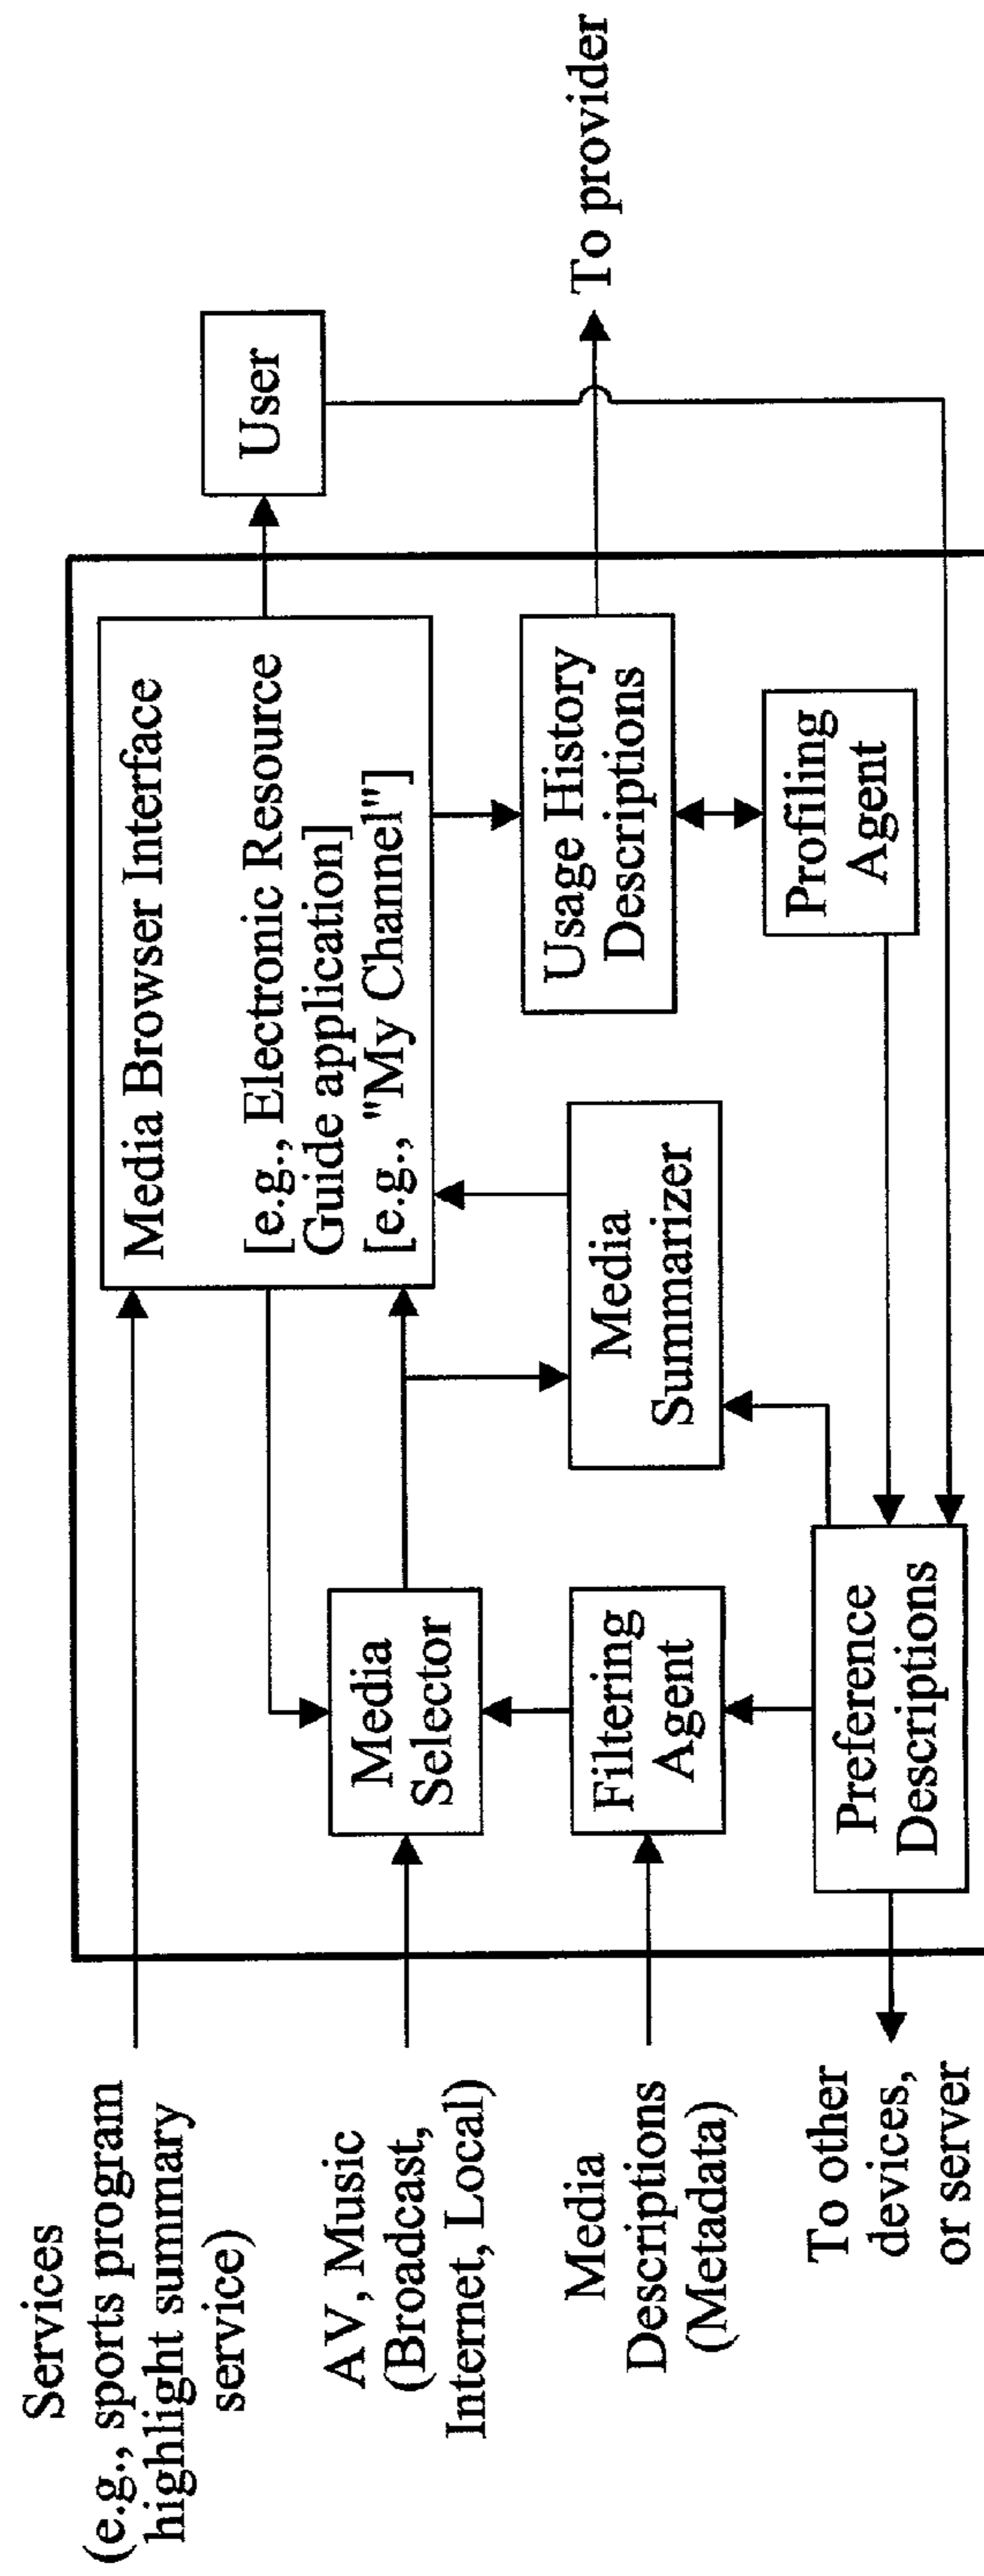 Services
(e.g., sports program
highlight summary
service)
AV, Music
(Broadcast,
Internet, Local)
Media
Descriptions
(Metadata)
To other
devices,
or server
Media Browser Interface
[e.g., Electronic Resource
Guide application]
[e.g., "My Channel"]
Media
Selector
Filtering
Agent
Preference
Descriptions
Media
Summarizer
Usage History
Descriptions
Profiling
Agent
User
To provider